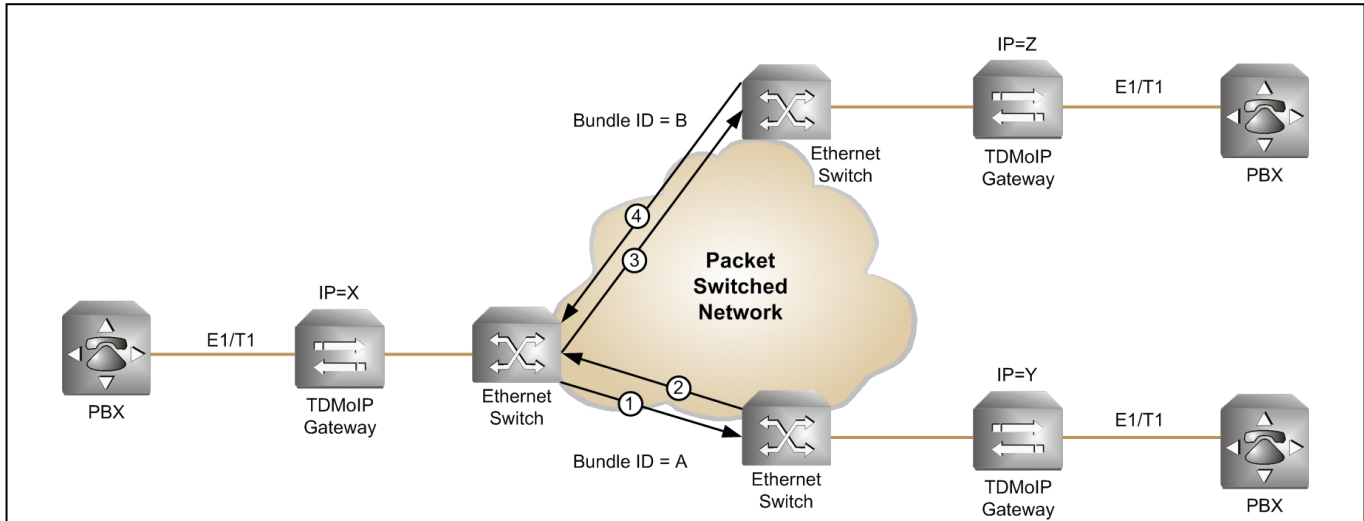 IP=Z
E1/T1
Bundle ID = B
Ethernet
Switch
TDMoIP
Gateway
PBX
4
3
Packet
Switched
Network
IP=X
E1/T1
PBX
TDMoIP
Gateway
Ethernet
Switch
2
1
IP=Y
E1/T1
Bundle ID = A
Ethernet
Switch
TDMoIP
Gateway
PBX